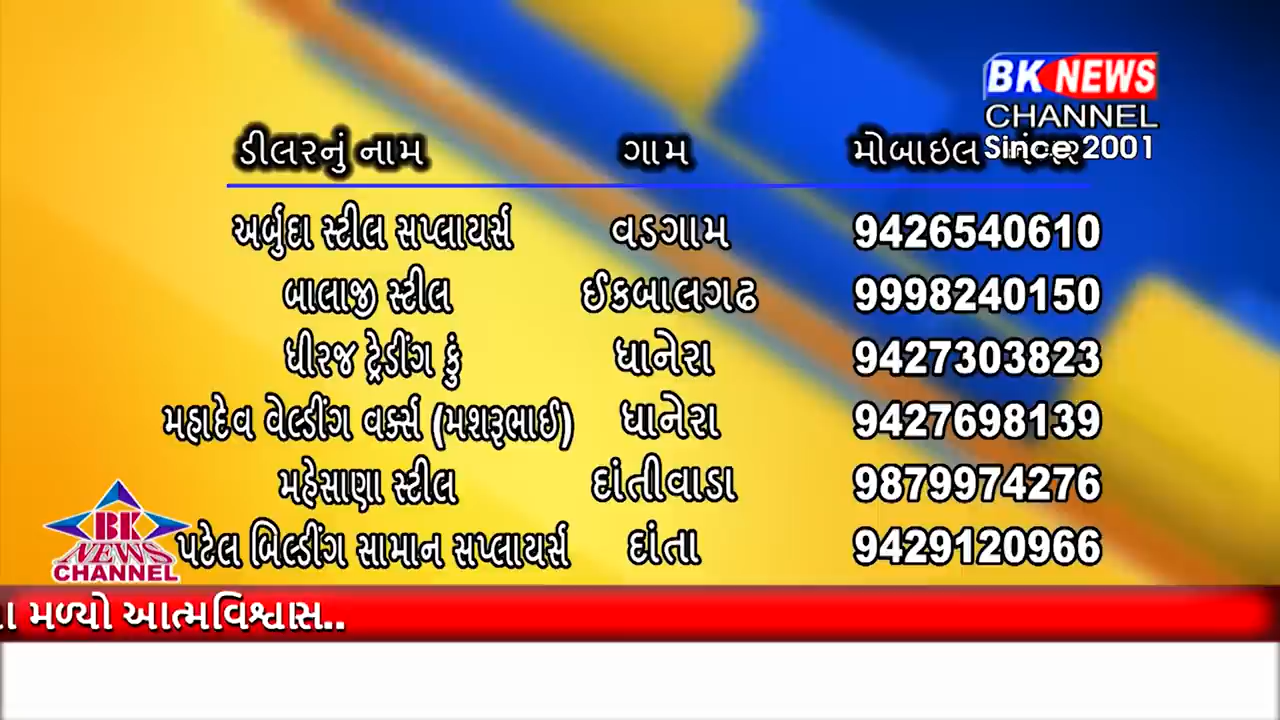 BK NEWS
CHANNEL
Since 2001
ડીલરનું નામ ગામ મોબાઇલ
અર્બુદા સ્ટીલ સપ્લાયર્સ વડગામ 9426540610
બાલાજી સ્ટીલ ઈકબાલગઢ 9998240150
ધીરજ ટ્રેડીંગ કું ધાનેરા 9427303823
મહાદેવ વેલ્ડીંગ વર્ક્સ (મશરૂભાઈ) ધાનેરા 9427698139
મહેસાણા સ્ટીલ દાંતીવાડા 9879974276
પટેલ બિલ્ડીંગ સામાન સપ્લાયર્સ દાંતા 9429120966
BK
NEWS
CHANNEL
મળ્યો આત્મવિશ્વાસ..